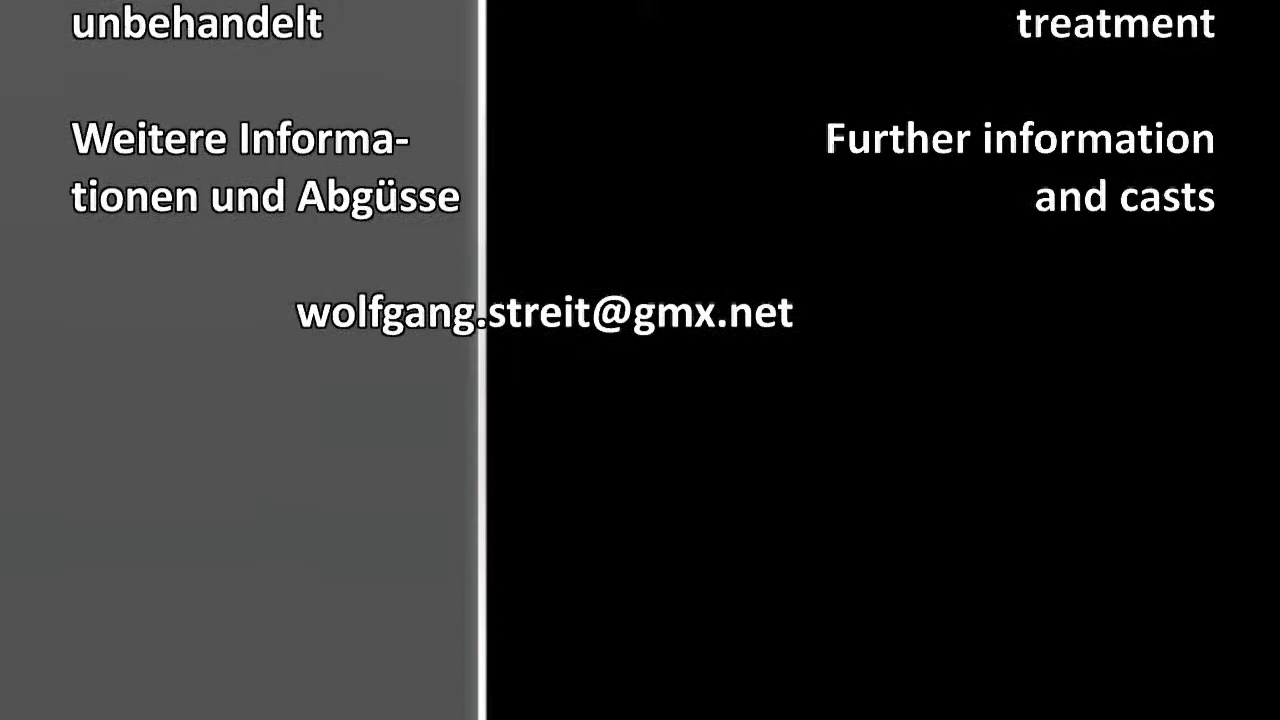 unbehandelt
treatment
Weitere Informa-
tionen und Abgüsse
Further information
and casts
wolfgang.streit@gmx.net